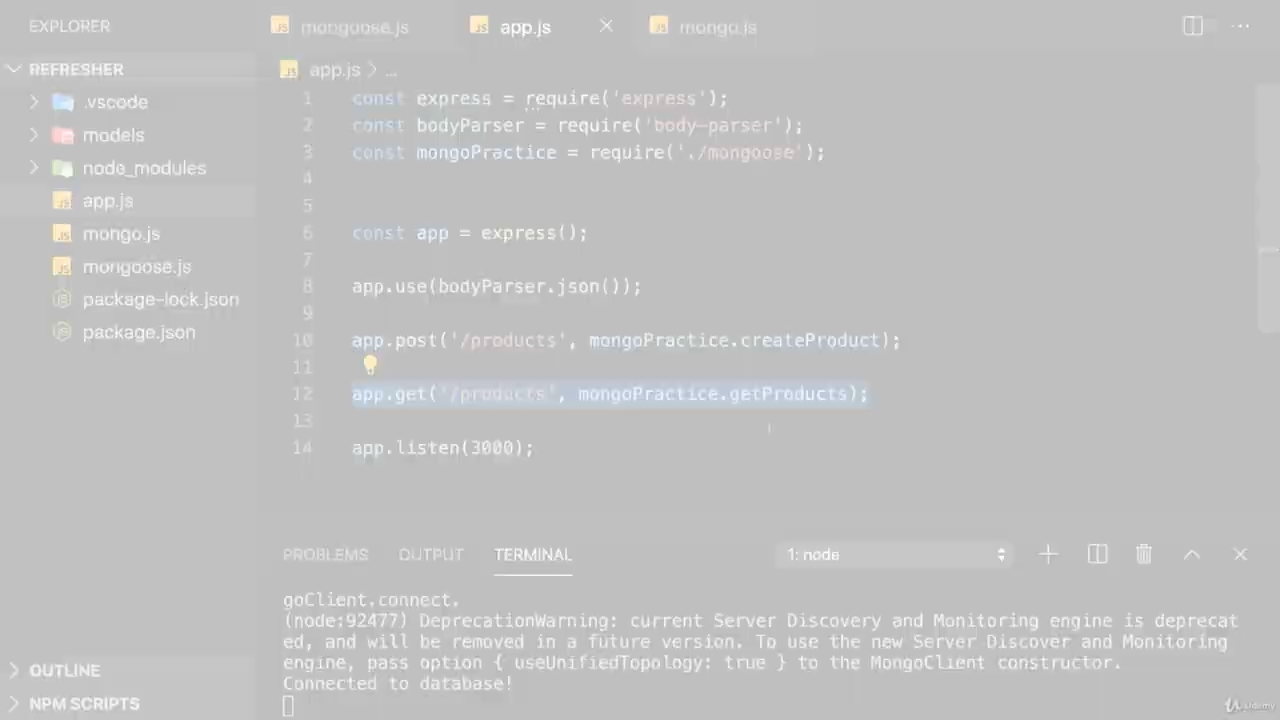 EXPLORER
mongoose.js
app.js
mongo.js
REFRESHER
app.js > ...
.vscode
models
node_modules
app.js
mongo.js
mongoose.js
package-lock.json
package.json
1 const express = require('express');
2 const bodyParser = require('body-parser');
3 const mongoPractice = require('./mongoose');
4
5
6 const app = express();
7
8 app.use(bodyParser.json());
9
10 app.post('/products', mongoPractice.createProduct);
11
12 app.get('/products', mongoPractice.getProducts);
13
14 app.listen(3000);
PROBLEMS OUTPUT TERMINAL 1: node
goClient.connect.
(node:92477) DeprecationWarning: current Server Discovery and Monitoring engine is deprecat
ed, and will be removed in a future version. To use the new Server Discover and Monitoring
engine, pass option { useUnifiedTopology: true } to the MongoClient constructor.
Connected to database!
OUTLINE
NPM SCRIPTS
Udemy